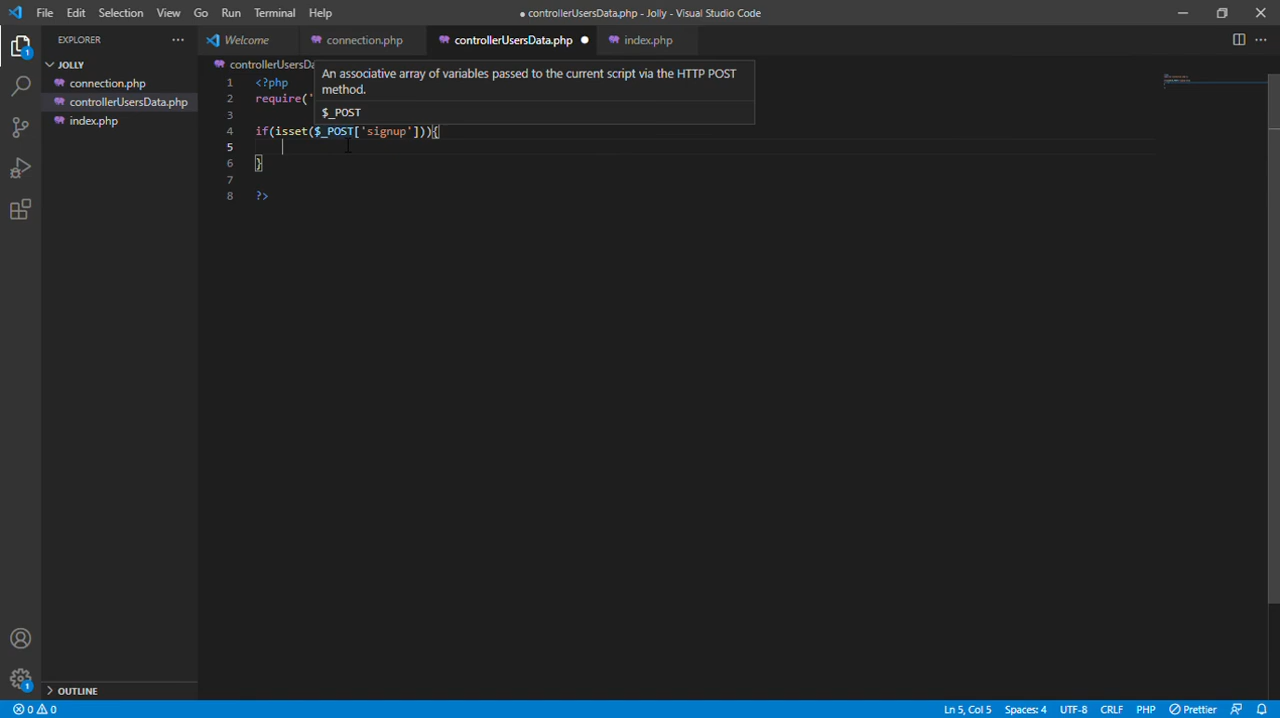 File Edit Selection View Go Run Terminal Help
● controllerUsersData.php - Jolly - Visual Studio Code
EXPLORER
Welcome
connection.php
controllerUsersData.php
index.php
JOLLY
connection.php
controllerUsersData.php
index.php
controllerUsersDa
An associative array of variables passed to the current script via the HTTP POST
method.
$_POST
1 <?php
2 require('
3
4 if(isset($_POST['signup'])){
5
6 }
7
8 ?>
1
1
OUTLINE
0 0
Ln 5, Col 5 Spaces: 4 UTF-8 CRLF PHP Prettier